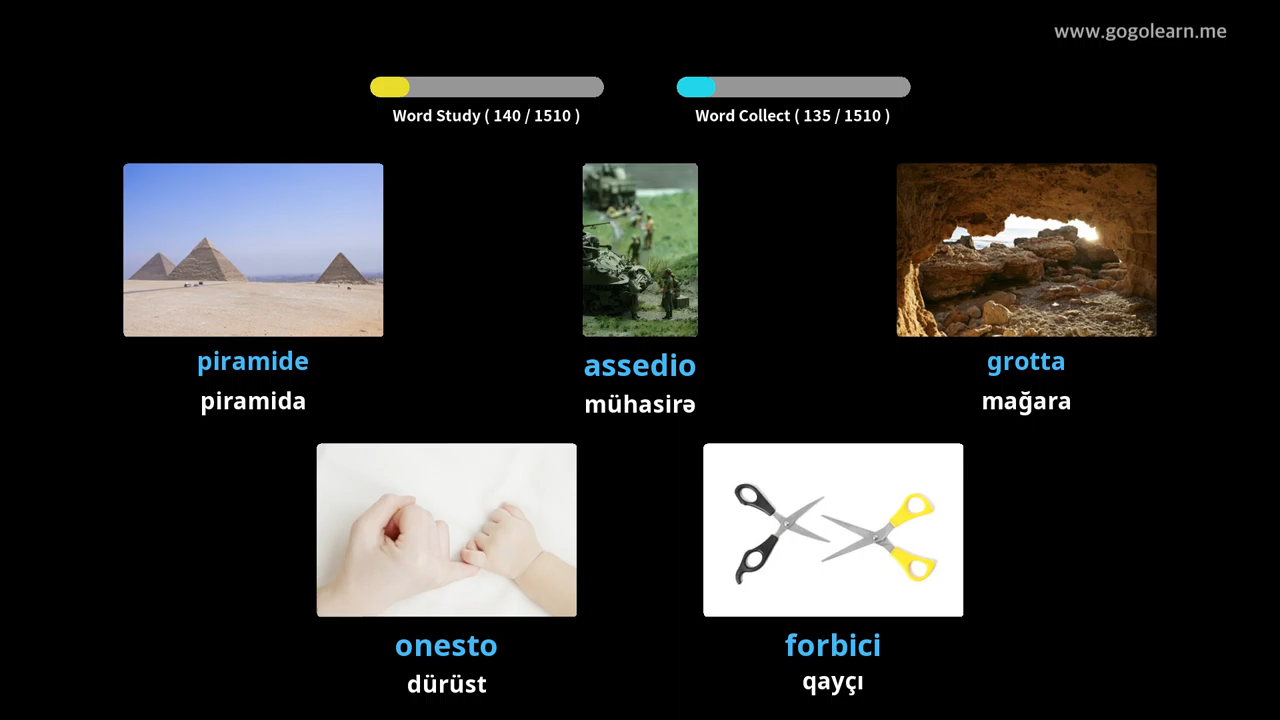 www.gogolearn.me
Word Study ( 140 / 1510 )
Word Collect ( 135 / 1510 )
piramide
piramida
assedio
mühasirə
grotta
mağara
onesto
dürüst
forbici
qayçı